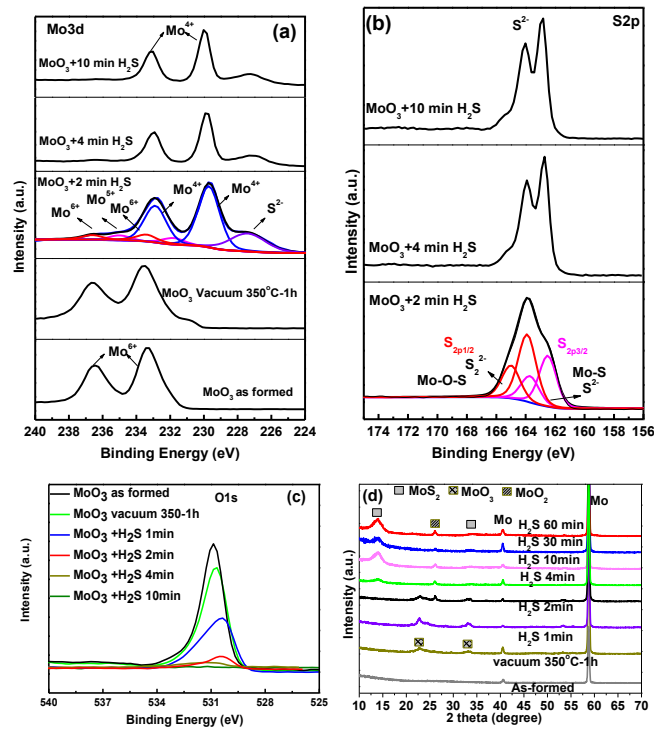 Mo3d
(a)
Mo⁴⁺
MoO₃+10 min H₂S
MoO₃+4 min H₂S
MoO₃+2 min H₂S
Mo⁶⁺
Mo⁵⁺
Mo⁶⁺
Mo⁴⁺
Mo⁴⁺
S²⁻
MoO₃ Vacuum 350°C-1h
Mo⁶⁺
MoO₃ as formed
240 238 236 234 232 230 228 226 224
Binding Energy (eV)
Intensity (a.u.)
(b)
S²⁻
S2p
MoO₃+10 min H₂S
MoO₃+4 min H₂S
MoO₃+2 min H₂S
S₂p₁/₂
S₂p₃/₂
S₂²⁻
Mo-O-S
Mo-S
S²⁻
174 172 170 168 166 164 162 160 158 156
Binding Energy (eV)
Intensity (a.u.)
MoO₃ as formed
O1s
(c)
MoO₃ vacuum 350-1h
MoO₃ +H₂S 1min
MoO₃ +H₂S 2min
MoO₃ +H₂S 4min
MoO₃ +H₂S 10min
540 537 534 531 528 525
Binding Energy (eV)
Intensity (a.u.)
(d)
MoS₂
MoO₃
MoO₂
Mo
Mo
H₂S 60 min
H₂S 30 min
H₂S 10min
H₂S 4min
H₂S 2min
H₂S 1min
vacuum 350°C-1h
As-formed
10 15 20 25 30 35 40 45 50 55 60 65 70
2 theta (degree)
Intensity (a.u.)